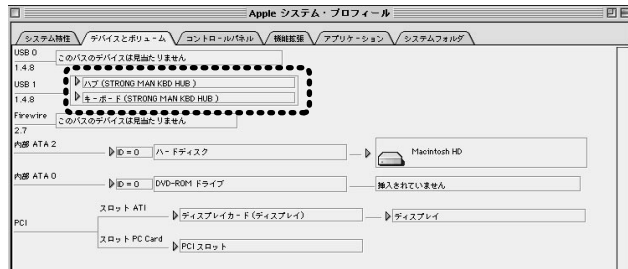 Apple システム・プロフィール
システム特性 デバイスとボリューム コントロールパネル 機能拡張 アプリケーション システムフォルダ
USB 0 このバスのデバイスは見当たりません
1.4.8
USB 1 ハブ (STRONG MAN KBD HUB )
1.4.8 キーボード (STRONG MAN KBD HUB )
Firewire このバスのデバイスは見当たりません
2.7
内部 ATA 2 ID = 0 ハードディスク Macintosh HD
内部 ATA 0 ID = 0 DVD-ROM ドライブ 挿入されていません
スロット ATI ディスプレイカード (ディスプレイ) ディスプレイ
PCI
スロット PC Card PCI スロット